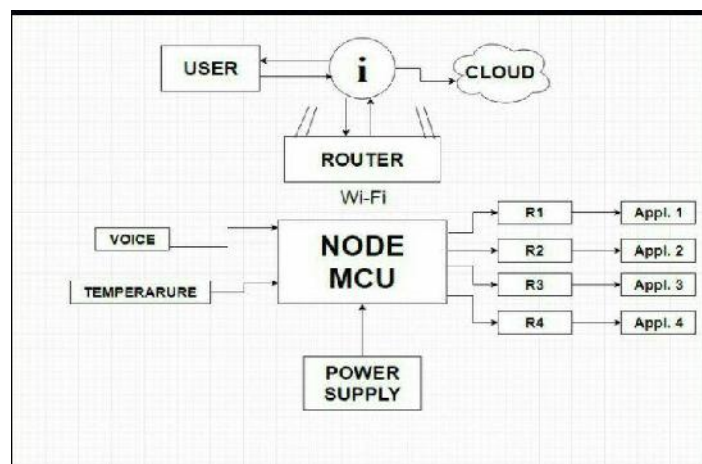 USER
i
CLOUD
ROUTER
Wi-Fi
VOICE
TEMPERARURE
NODE
MCU
R1
Appl. 1
R2
Appl. 2
R3
Appl. 3
R4
Appl. 4
POWER
SUPPLY